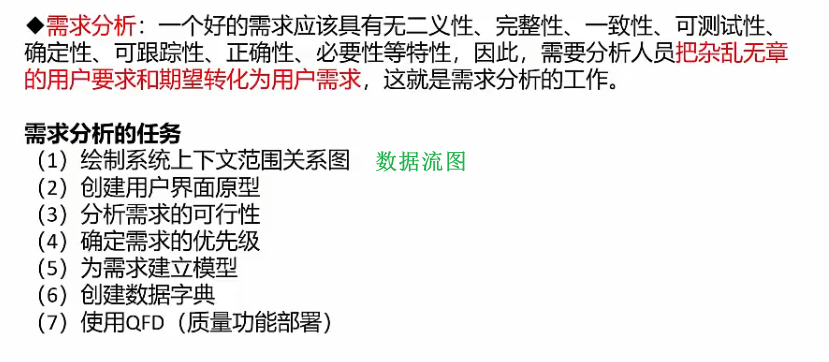 ◆需求分析：一个好的需求应该具有无二义性、完整性、一致性、可测试性、
确定性、可跟踪性、正确性、必要性等特性，因此，需要分析人员把杂乱无章
的用户要求和期望转化为用户需求，这就是需求分析的工作。
需求分析的任务
（1）绘制系统上下文范围关系图 数据流图
（2）创建用户界面原型
（3）分析需求的可行性
（4）确定需求的优先级
（5）为需求建立模型
（6）创建数据字典
（7）使用QFD（质量功能部署）